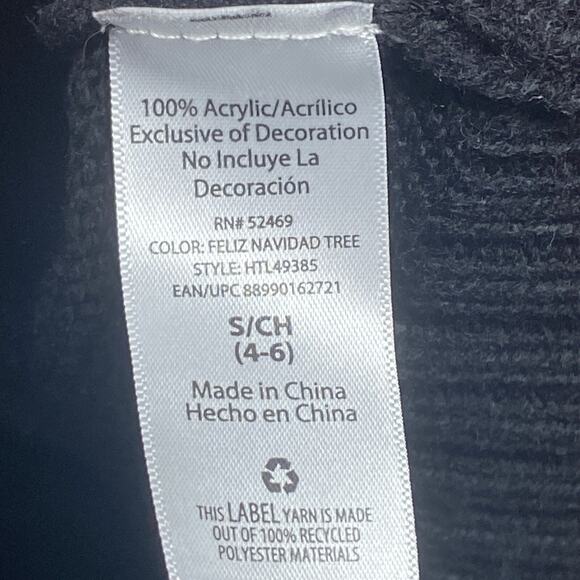 100% Acrylic/Acrílico
Exclusive of Decoration
No Incluye La
Decoración
RN# 52469
COLOR: FELIZ NAVIDAD TREE
STYLE: HTL49385
EAN/UPC 88990162721
S/CH
(4-6)
Made in China
Hecho en China
THIS LABEL YARN IS MADE
OUT OF 100% RECYCLED
POLYESTER MATERIALS